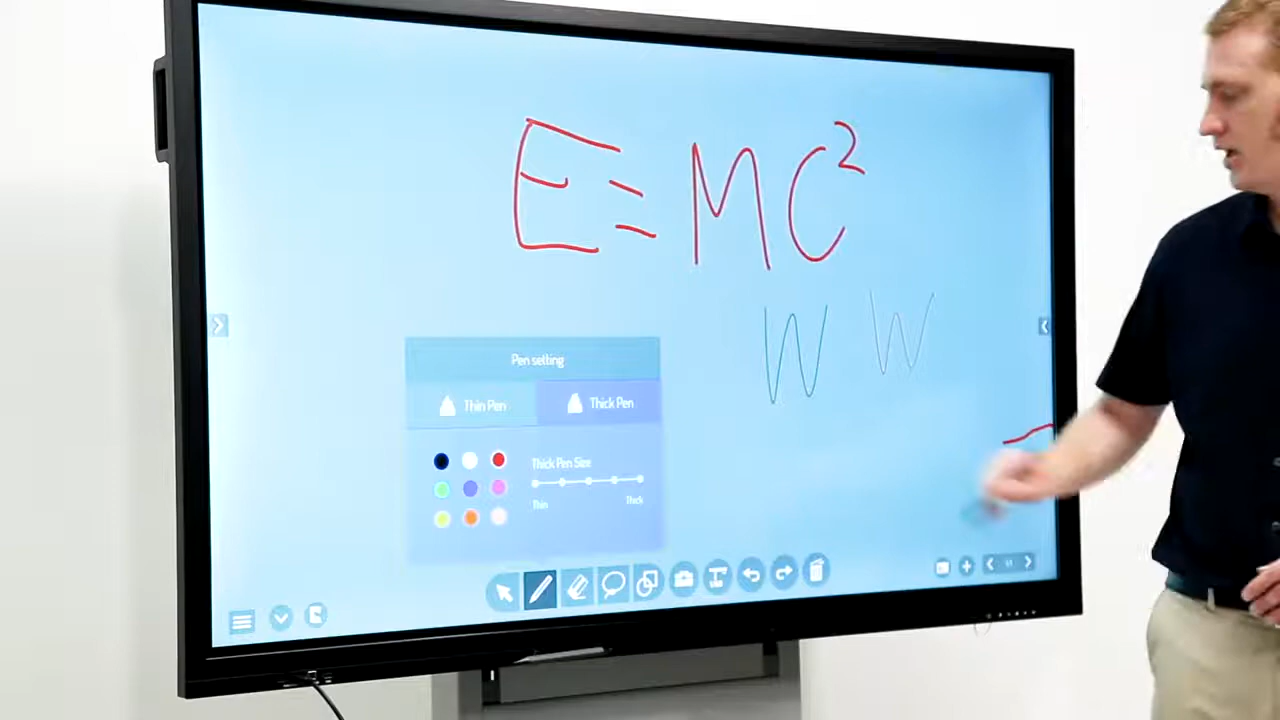 E=MC²
W W
Pen setting
Thin Pen Thick Pen
Thick Pen Size
Thin Thick